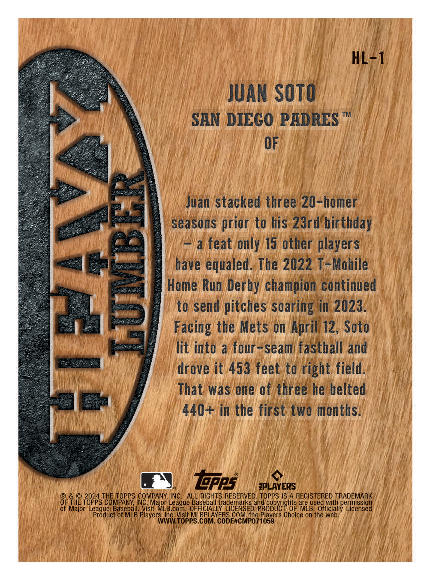 HL-1
JUAN SOTO
SAN DIEGO PADRES™
OF
HEAVY
LUMBER
Juan stacked three 20-homer
seasons prior to his 23rd birthday
– a feat only 15 other players
have equaled. The 2022 T-Mobile
Home Run Derby champion continued
to send pitches soaring in 2023.
Facing the Mets on April 12, Soto
lit into a four-seam fastball and
drove it 453 feet to right field.
That was one of three he belted
440+ in the first two months.
Topps®
PLAYERS
® & © 2024 THE TOPPS COMPANY, INC. ALL RIGHTS RESERVED. TOPPS IS A REGISTERED TRADEMARK
OF THE TOPPS COMPANY, INC. Major League Baseball trademarks and copyrights are used with permission
of Major League Baseball. Visit MLB.com. OFFICIALLY LICENSED PRODUCT OF MLB. Officially Licensed
Product of MLB Players, Inc. Visit MLBPLAYERS.COM, the Players Choice on the web.
WWW.TOPPS.COM. CODE#CMP071059